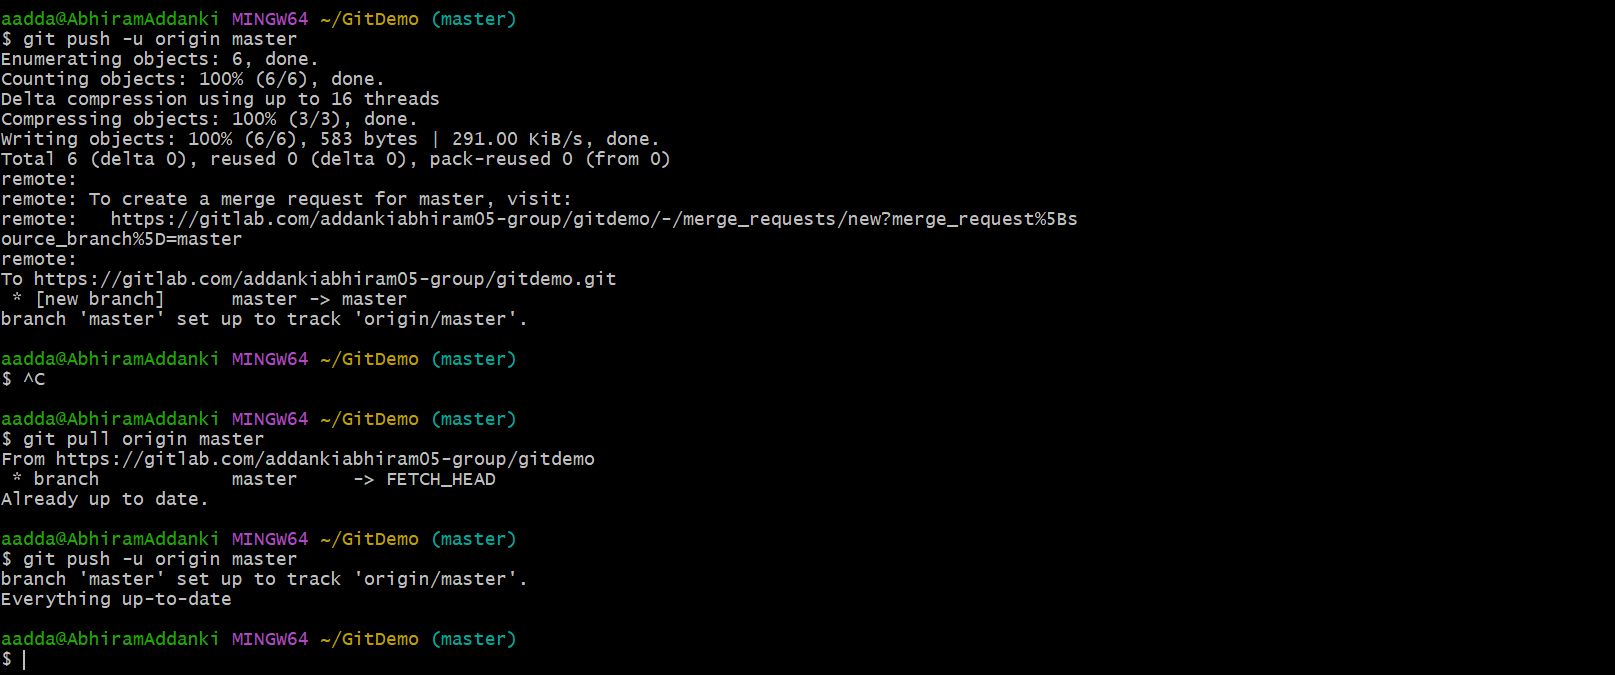 aadda@AbhiramAddanki MINGW64 ~/GitDemo (master)
$ git push -u origin master
Enumerating objects: 6, done.
Counting objects: 100% (6/6), done.
Delta compression using up to 16 threads
Compressing objects: 100% (3/3), done.
Writing objects: 100% (6/6), 583 bytes | 291.00 KiB/s, done.
Total 6 (delta 0), reused 0 (delta 0), pack-reused 0 (from 0)
remote:
remote: To create a merge request for master, visit:
remote:   https://gitlab.com/addankiabhiram05-group/gitdemo/-/merge_requests/new?merge_request%5Bs
ource_branch%5D=master
remote:
To https://gitlab.com/addankiabhiram05-group/gitdemo.git
 * [new branch]      master -> master
branch 'master' set up to track 'origin/master'.
aadda@AbhiramAddanki MINGW64 ~/GitDemo (master)
$ ^C
aadda@AbhiramAddanki MINGW64 ~/GitDemo (master)
$ git pull origin master
From https://gitlab.com/addankiabhiram05-group/gitdemo
 * branch            master     -> FETCH_HEAD
Already up to date.
aadda@AbhiramAddanki MINGW64 ~/GitDemo (master)
$ git push -u origin master
branch 'master' set up to track 'origin/master'.
Everything up-to-date
aadda@AbhiramAddanki MINGW64 ~/GitDemo (master)
$